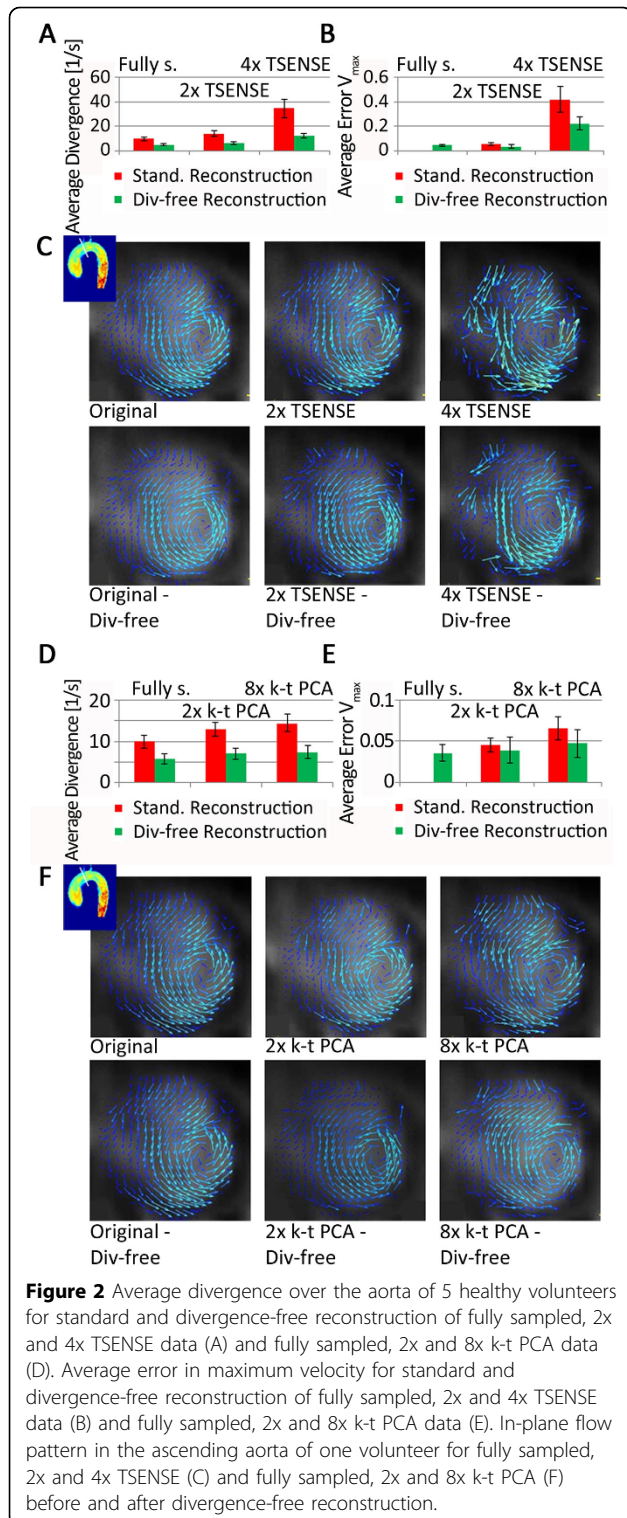 A
B
Fully s.
4x TSENSE
2x TSENSE
Average Divergence [1/s]
60
40
20
0
Stand. Reconstruction
Div-free Reconstruction
Fully s.
4x TSENSE
2x TSENSE
Average Error Vmax
0.6
0.4
0.2
0
Stand. Reconstruction
Div-free Reconstruction
C
Original
2x TSENSE
4x TSENSE
Original -
Div-free
2x TSENSE -
Div-free
4x TSENSE -
Div-free
D
E
Fully s.
8x k-t PCA
2x k-t PCA
Average Divergence [1/s]
20
10
0
Stand. Reconstruction
Div-free Reconstruction
Fully s.
8x k-t PCA
2x k-t PCA
Average Error Vmax
0.1
0.05
0
Stand. Reconstruction
Div-free Reconstruction
F
Original
2x k-t PCA
8x k-t PCA
Original -
Div-free
2x k-t PCA -
Div-free
8x k-t PCA -
Div-free
Figure 2 Average divergence over the aorta of 5 healthy volunteers
for standard and divergence-free reconstruction of fully sampled, 2x
and 4x TSENSE data (A) and fully sampled, 2x and 8x k-t PCA data
(D). Average error in maximum velocity for standard and
divergence-free reconstruction of fully sampled, 2x and 4x TSENSE
data (B) and fully sampled, 2x and 8x k-t PCA data (E). In-plane flow
pattern in the ascending aorta of one volunteer for fully sampled,
2x and 4x TSENSE (C) and fully sampled, 2x and 8x k-t PCA (F)
before and after divergence-free reconstruction.